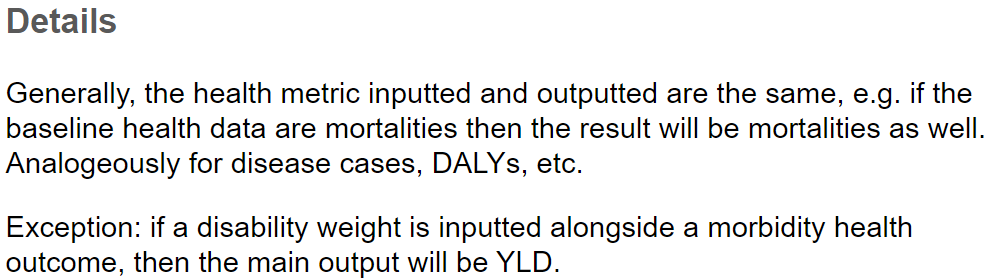 Details
Generally, the health metric inputted and outputted are the same, e.g. if the
baseline health data are mortalities then the result will be mortalities as well.
Analogeously for disease cases, DALYs, etc.
Exception: if a disability weight is inputted alongside a morbidity health
outcome, then the main output will be YLD.